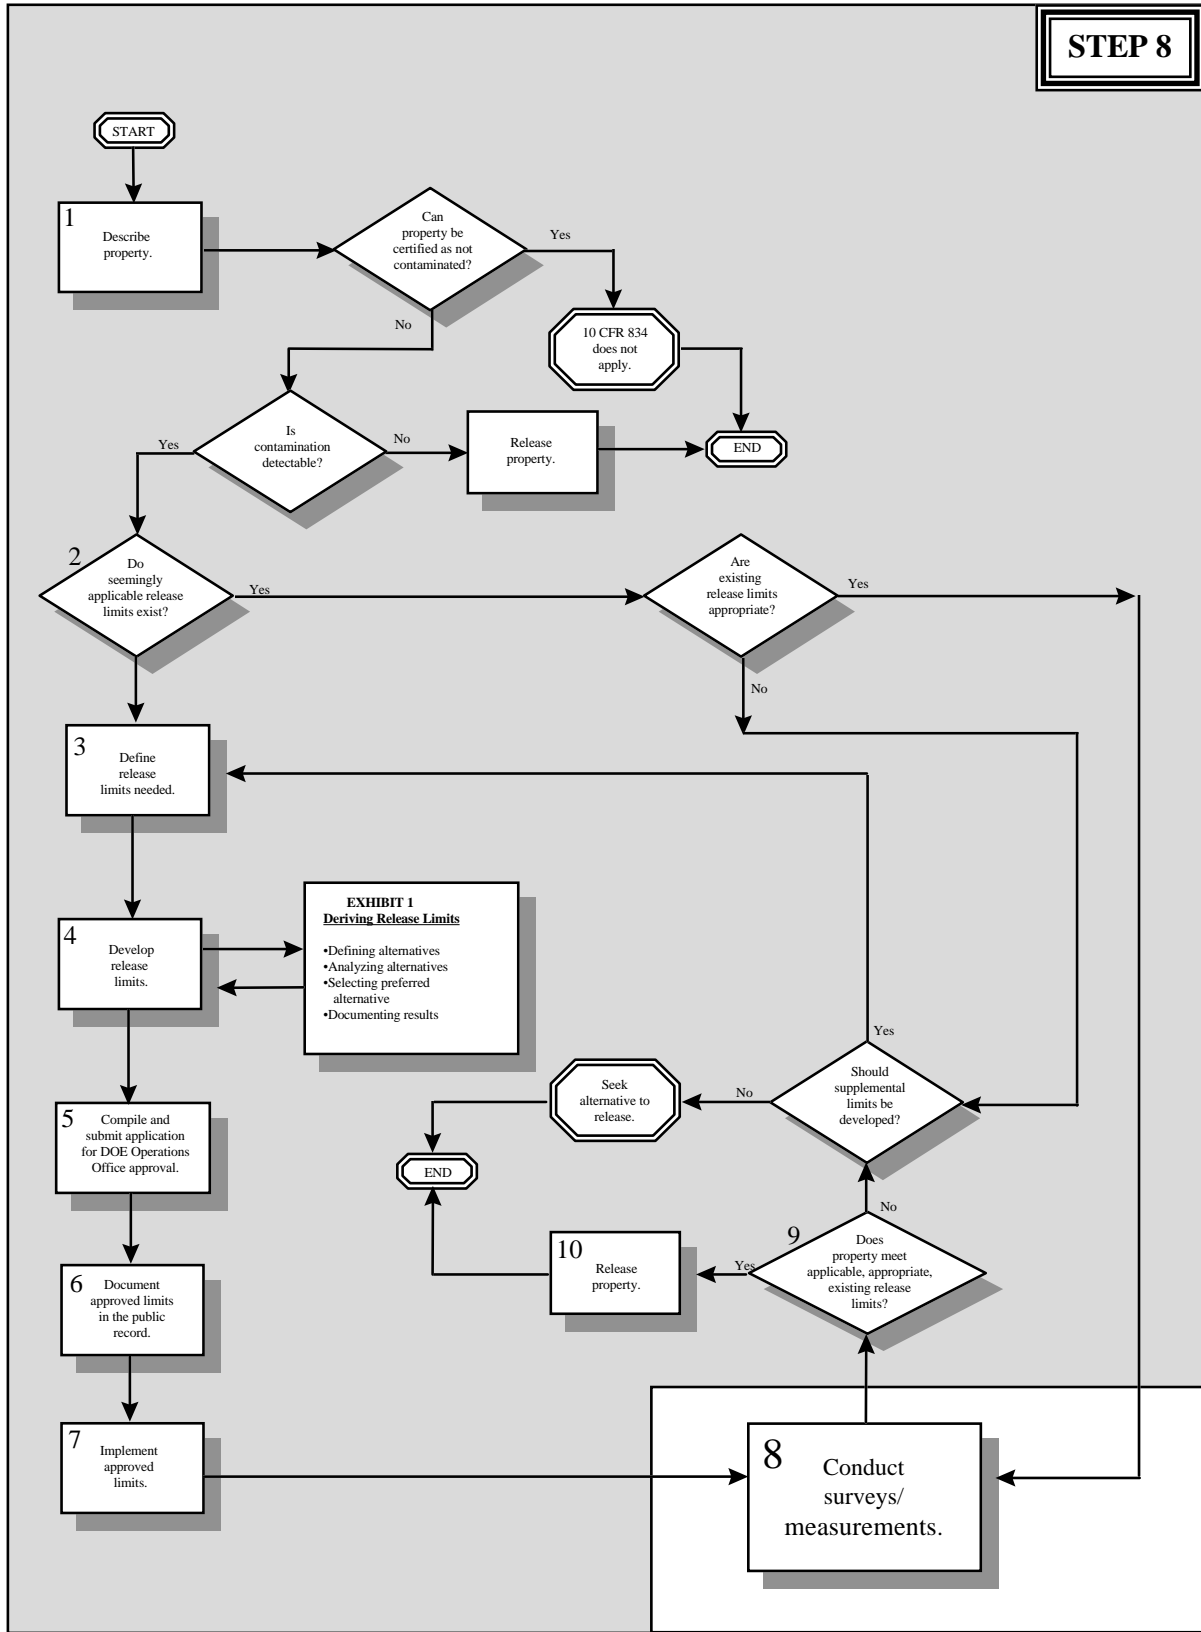 STEP 8
START
1
Describe
property.
Can
property be
certified as not
contaminated?
Yes
No
10 CFR 834
does not
apply.
Is
contamination
detectable?
Yes
No
Release
property.
END
2
Do
seemingly
applicable release
limits exist?
Yes
Are
existing
release limits
appropriate?
Yes
No
3
Define
release
limits needed.
4
Develop
release
limits.
EXHIBIT 1
Deriving Release Limits
•Defining alternatives
•Analyzing alternatives
•Selecting preferred
alternative
•Documenting results
Yes
Should
supplemental
limits be
developed?
No
Seek
alternative to
release.
5
Compile and
submit application
for DOE Operations
Office approval.
END
No
9
Does
property meet
applicable, appropriate,
existing release
limits?
Yes
10
Release
property.
6
Document
approved limits
in the public
record.
7
Implement
approved
limits.
8
Conduct
surveys/
measurements.